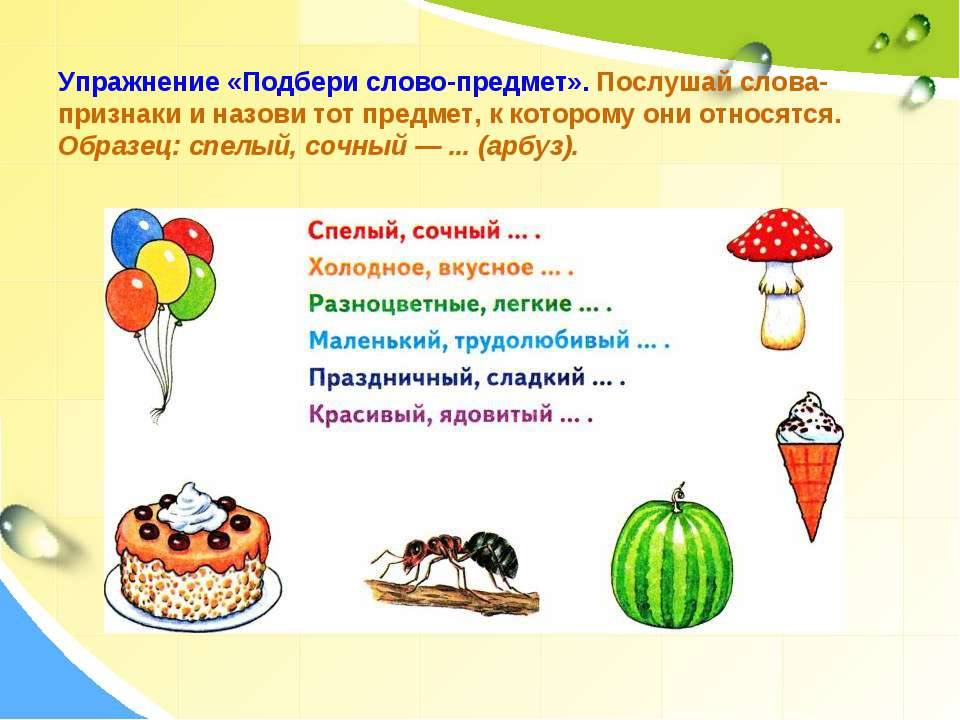 Упражнение «Подбери слово-предмет». Послушай слова-
признаки и назови тот предмет, к которому они относятся.
Образец: спелый, сочный — ... (арбуз).
Спелый, сочный ... .
Холодное, вкусное ... .
Разноцветные, легкие ... .
Маленький, трудолюбивый ... .
Праздничный, сладкий ... .
Красивый, ядовитый ... .